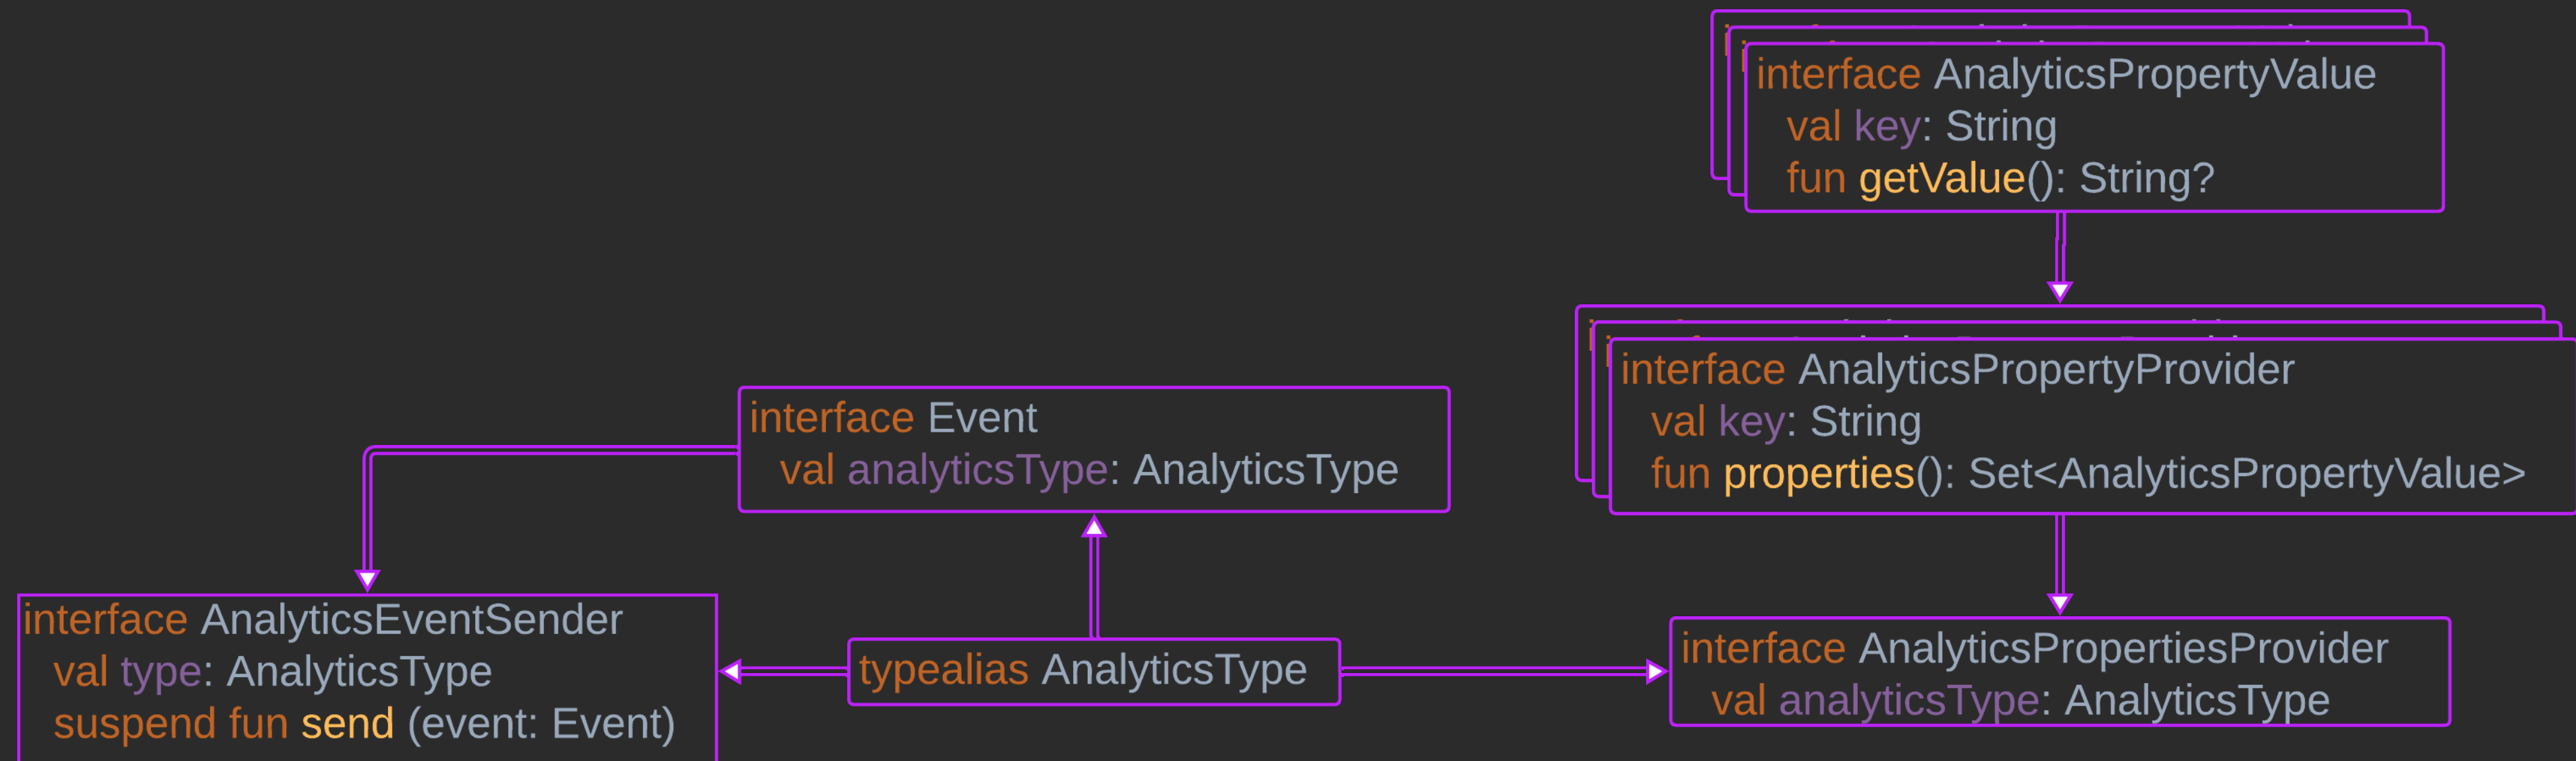 interface AnalyticsPropertyValue
val key: String
fun getValue(): String?
interface AnalyticsPropertyProvider
val key: String
fun properties(): Set<AnalyticsPropertyValue>
interface Event
val analyticsType: AnalyticsType
interface AnalyticsEventSender
val type: AnalyticsType
suspend fun send (event: Event)
typealias AnalyticsType
interface AnalyticsPropertiesProvider
val analyticsType: AnalyticsType